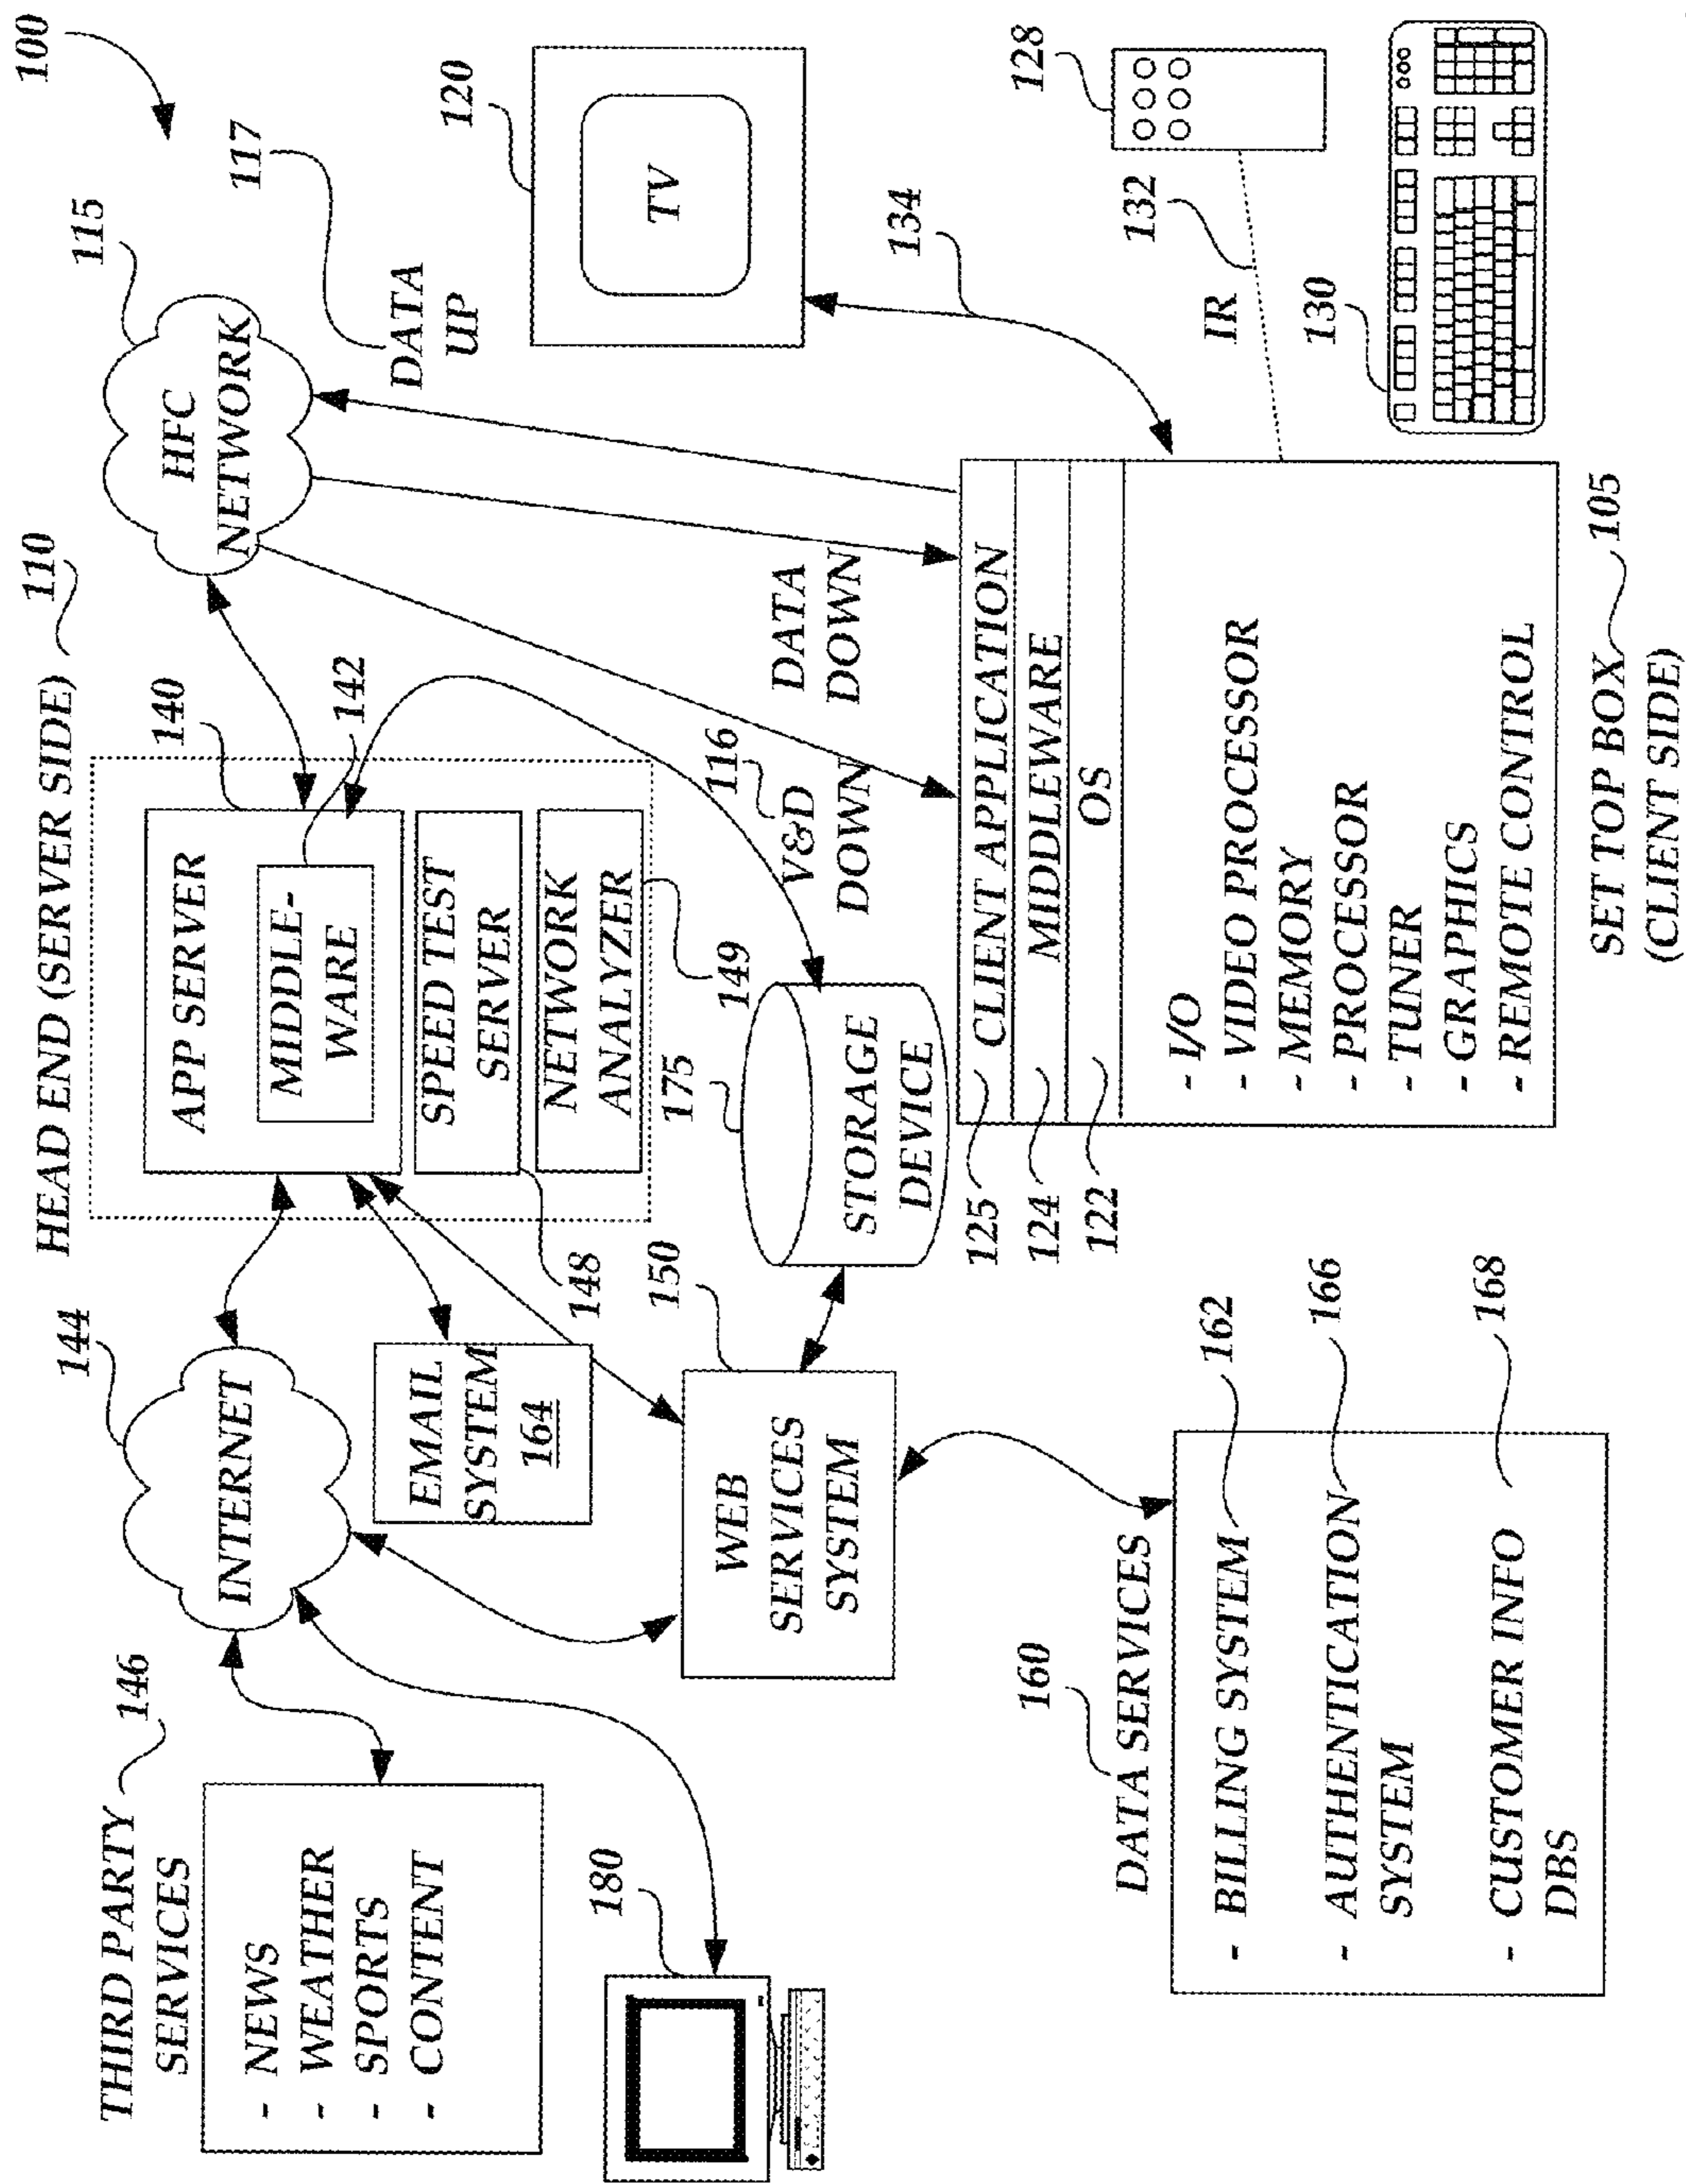 100
HEAD END (SERVER SIDE) 110
THIRD PARTY
SERVICES
146
- NEWS
- WEATHER
- SPORTS
- CONTENT
144
INTERNET
140
APP SERVER
MIDDLE-
WARE
142
SPEED TEST
SERVER
148
NETWORK
ANALYZER
149
115
HFC
NETWORK
117
DATA
UP
120
TV
EMAIL
SYSTEM
164
180
150
WEB
SERVICES
SYSTEM
175
STORAGE
DEVICE
116
V&D
DOWN
DATA
DOWN
134
128
132
IR
130
125
CLIENT APPLICATION
124
MIDDLEWARE
122
OS
- I/O
- VIDEO PROCESSOR
- MEMORY
- PROCESSOR
- TUNER
- GRAPHICS
- REMOTE CONTROL
SET TOP BOX 105
(CLIENT SIDE)
160
DATA SERVICES
- BILLING SYSTEM
162
- AUTHENTICATION
SYSTEM
166
- CUSTOMER INFO
DBS
168